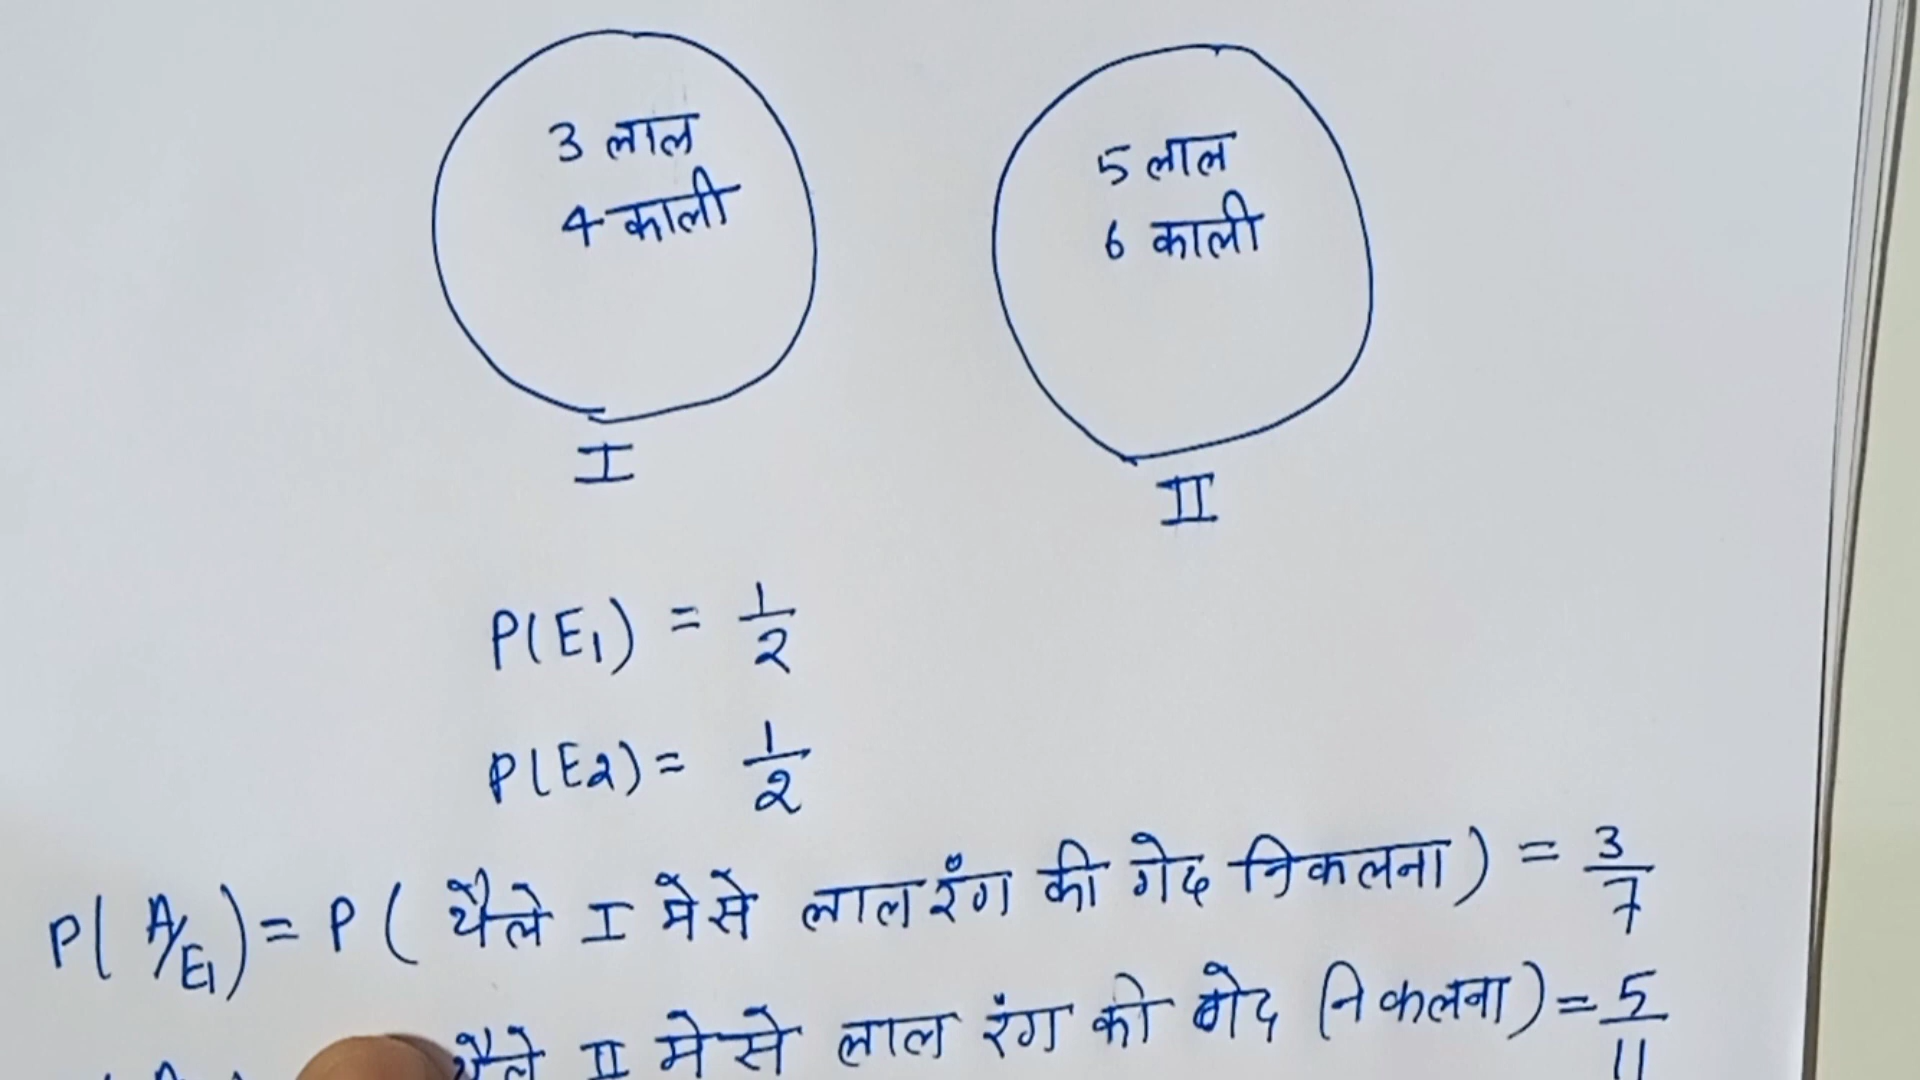 3 लाल
4 काली
I
5 लाल
6 काली
II
P(E1) = 1/2
P(E2) = 1/2
P(A/E1) = P( थैले I मे से लाल रंग की गेद निकलना) = 3/7
थैले II मे से लाल रंग की गेद निकलना) = 5/11